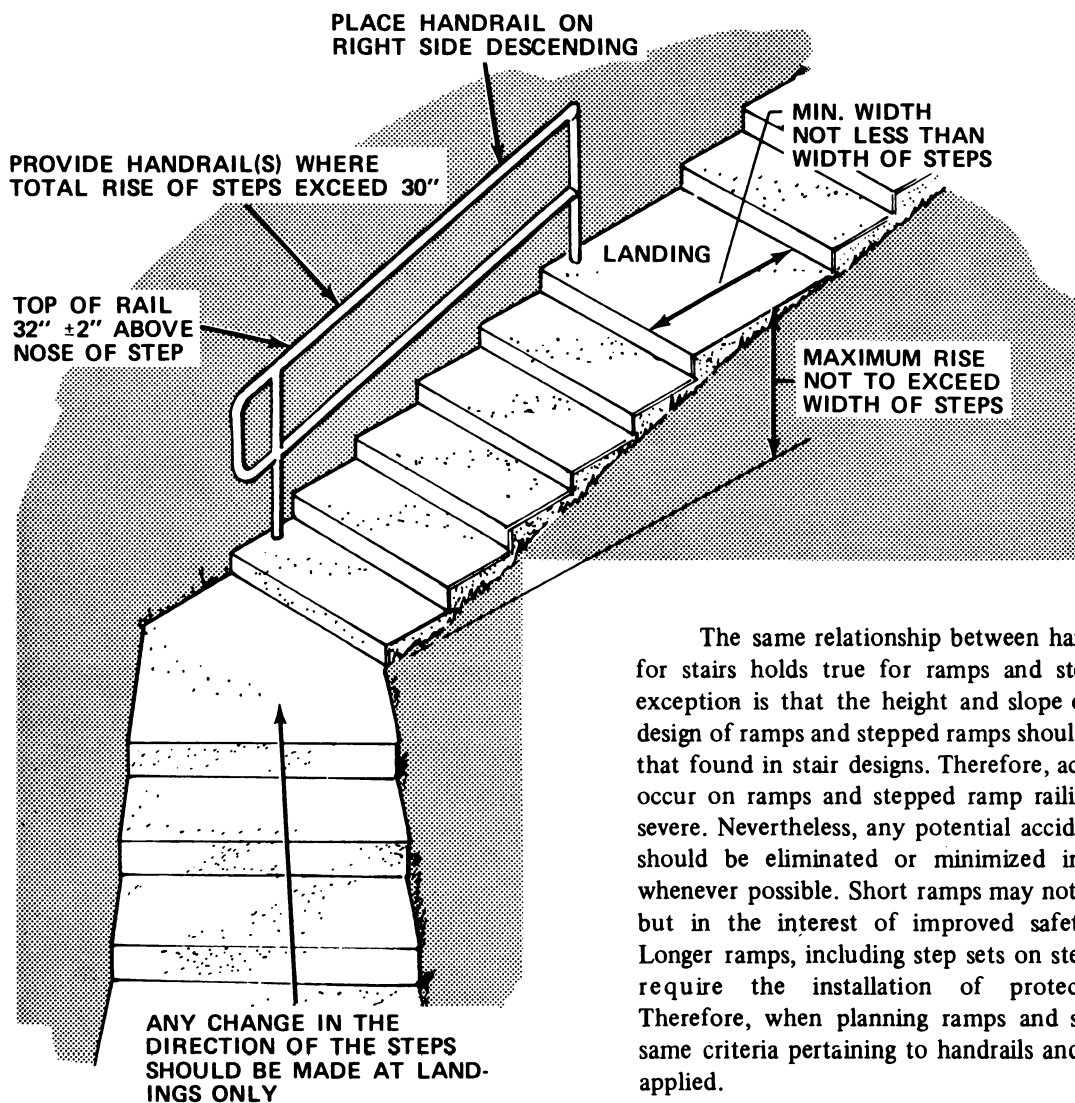 PLACE HANDRAIL ON
RIGHT SIDE DESCENDING
MIN. WIDTH
NOT LESS THAN
WIDTH OF STEPS
PROVIDE HANDRAIL(S) WHERE
TOTAL RISE OF STEPS EXCEED 30"
LANDING
TOP OF RAIL
32" ±2" ABOVE
NOSE OF STEP
MAXIMUM RISE
NOT TO EXCEED
WIDTH OF STEPS
The same relationship between
for stairs holds true for ramps and
exception is that the height and slope
design of ramps and stepped ramps
that found in stair designs. Therefore,
occur on ramps and stepped ramp
severe. Nevertheless, any potential
should be eliminated or minimized
whenever possible. Short ramps may not
but in the interest of improved
Longer ramps, including step sets on
require the installation of
Therefore, when planning ramps and
same criteria pertaining to handrails and
applied.
ANY CHANGE IN THE
DIRECTION OF THE STEPS
SHOULD BE MADE AT LAND-
INGS ONLY